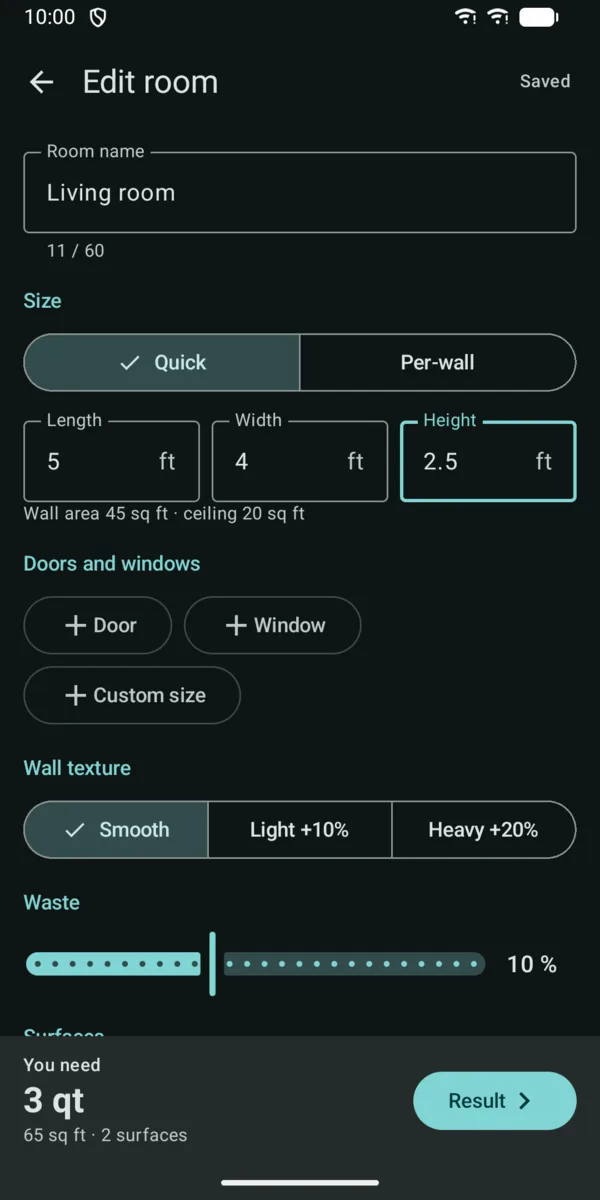 10:00
Edit room
Saved
Room name
Living room
11 / 60
Size
Quick
Per-wall
Length
Width
Height
5 ft
4 ft
2.5 ft
Wall area 45 sq ft · ceiling 20 sq ft
Doors and windows
+ Door
+ Window
+ Custom size
Wall texture
Smooth
Light +10%
Heavy +20%
Waste
10 %
Surfaces
You need
3 qt
65 sq ft · 2 surfaces
Result